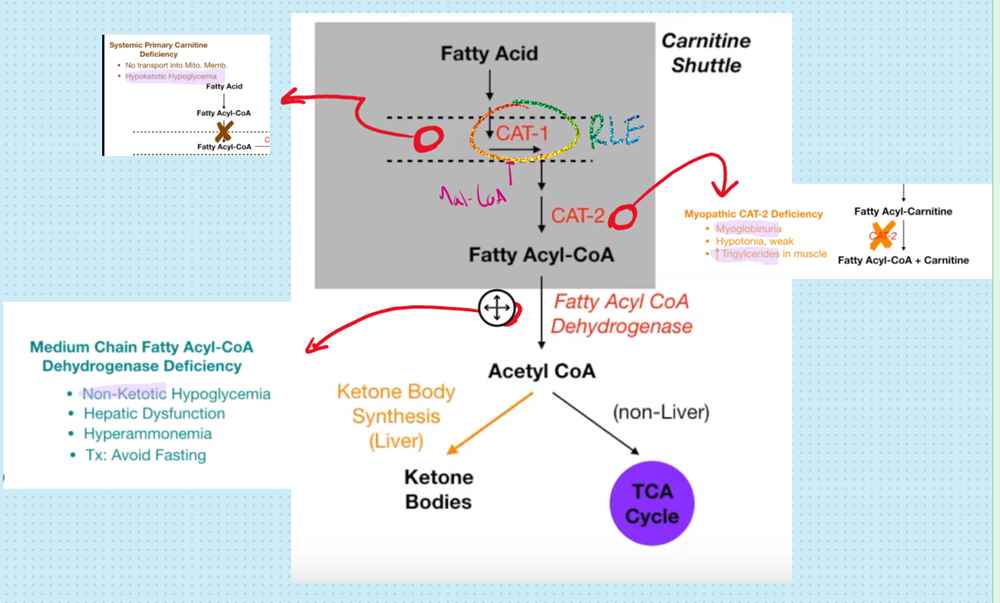 Systemic Primary Carnitine
Deficiency
• No transport into Mito. Memb.
• Hypoketotic Hypoglycemia
Fatty Acid
Fatty Acyl-CoA
Fatty Acyl-CoA
C
Carnitine
Shuttle
Fatty Acid
CAT-1
RLE
Mal-CoA
CAT-2
Fatty Acyl-CoA
Myopathic CAT-2 Deficiency
• Myoglobinuria
• Hypotonia, weak
• ↑Trigylcerides in muscle
Fatty Acyl-Carnitine
CAT-2
Fatty Acyl-CoA + Carnitine
Fatty Acyl CoA
Dehydrogenase
Medium Chain Fatty Acyl-CoA
Dehydrogenase Deficiency
• Non-Ketotic Hypoglycemia
• Hepatic Dysfunction
• Hyperammonemia
• Tx: Avoid Fasting
Acetyl CoA
Ketone Body
Synthesis
(Liver)
(non-Liver)
Ketone
Bodies
TCA
Cycle